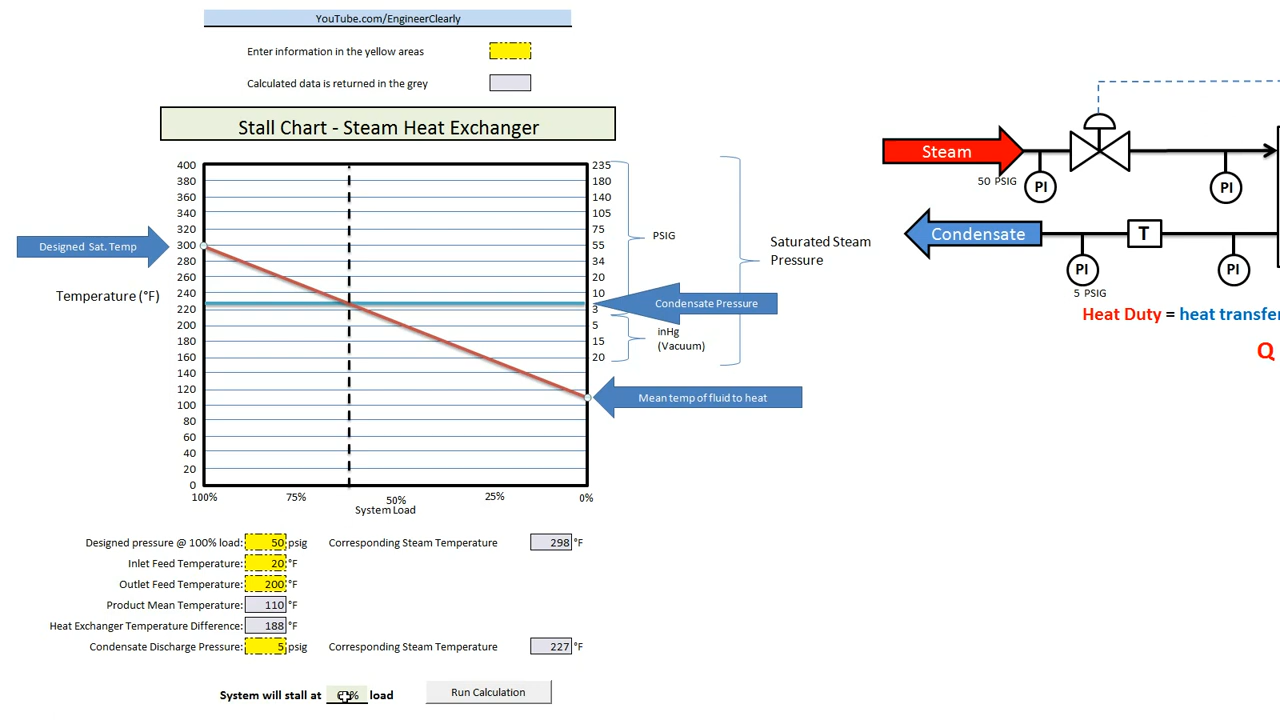 YouTube.com/EngineerClearly
Enter information in the yellow areas
Calculated data is returned in the grey
Stall Chart - Steam Heat Exchanger
400
380
360
340
320
300
280
260
240
220
200
180
160
140
120
100
80
60
40
20
0
Temperature (°F)
Designed Sat. Temp
235
180
140
105
75
55
34
20
10
3
5
15
20
PSIG
inHg
(Vacuum)
Saturated Steam
Pressure
Condensate Pressure
Mean temp of fluid to heat
100% 75% 50% 25% 0%
System Load
Designed pressure @ 100% load: 50 psig Corresponding Steam Temperature 298 °F
Inlet Feed Temperature: 20 °F
Outlet Feed Temperature: 200 °F
Product Mean Temperature: 110 °F
Heat Exchanger Temperature Difference: 188 °F
Condensate Discharge Pressure: 5 psig Corresponding Steam Temperature 227 °F
System will stall at % load Run Calculation
Steam
50 PSIG
PI
PI
Condensate
T
PI
PI
5 PSIG
Heat Duty = heat transfer
Q